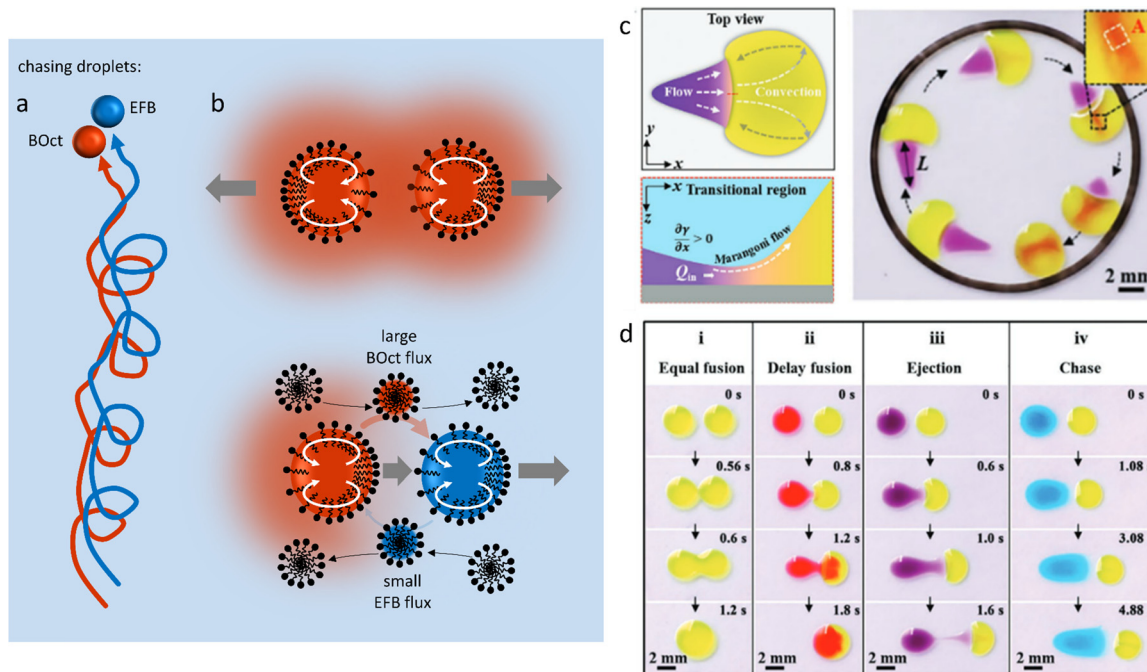 chasing droplets:
a
EFB
BOct
b
large
BOct flux
small
EFB flux
c
Top view
Flow
Convection
y
x
x
z
Transitional region
∂γ/∂x > 0
Marangoni flow
Qin
A
L
2 mm
d
i
ii
iii
iv
Equal fusion
Delay fusion
Ejection
Chase
0 s
0 s
0 s
0 s
0.56 s
0.8 s
0.6 s
1.08
0.6 s
1.2 s
1.0 s
3.08
1.2 s
1.8 s
1.6 s
4.88
2 mm
2 mm
2 mm
2 mm